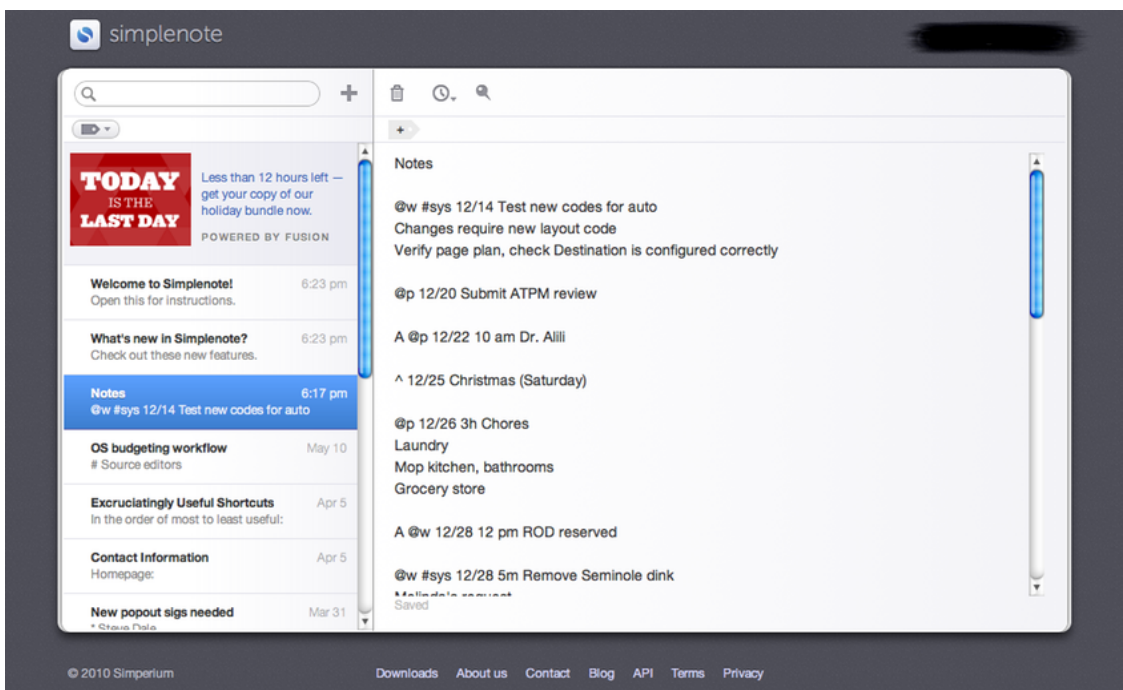 simplenote
TODAY
IS THE
LAST DAY
Less than 12 hours left —
get your copy of our
holiday bundle now.
POWERED BY FUSION
Welcome to Simplenote! 6:23 pm
Open this for instructions.
What's new in Simplenote? 6:23 pm
Check out these new features.
Notes 6:17 pm
@w #sys 12/14 Test new codes for auto
OS budgeting workflow May 10
# Source editors
Excruciatingly Useful Shortcuts Apr 5
In the order of most to least useful:
Contact Information Apr 5
Homepage:
New popout sigs needed Mar 31
* Steve Dale
Notes
@w #sys 12/14 Test new codes for auto
Changes require new layout code
Verify page plan, check Destination is configured correctly
@p 12/20 Submit ATPM review
A @p 12/22 10 am Dr. Alili
^ 12/25 Christmas (Saturday)
@p 12/26 3h Chores
Laundry
Mop kitchen, bathrooms
Grocery store
A @w 12/28 12 pm ROD reserved
@w #sys 12/28 5m Remove Seminole dink
Melinda's request
Saved
© 2010 Simperium
Downloads About us Contact Blog API Terms Privacy